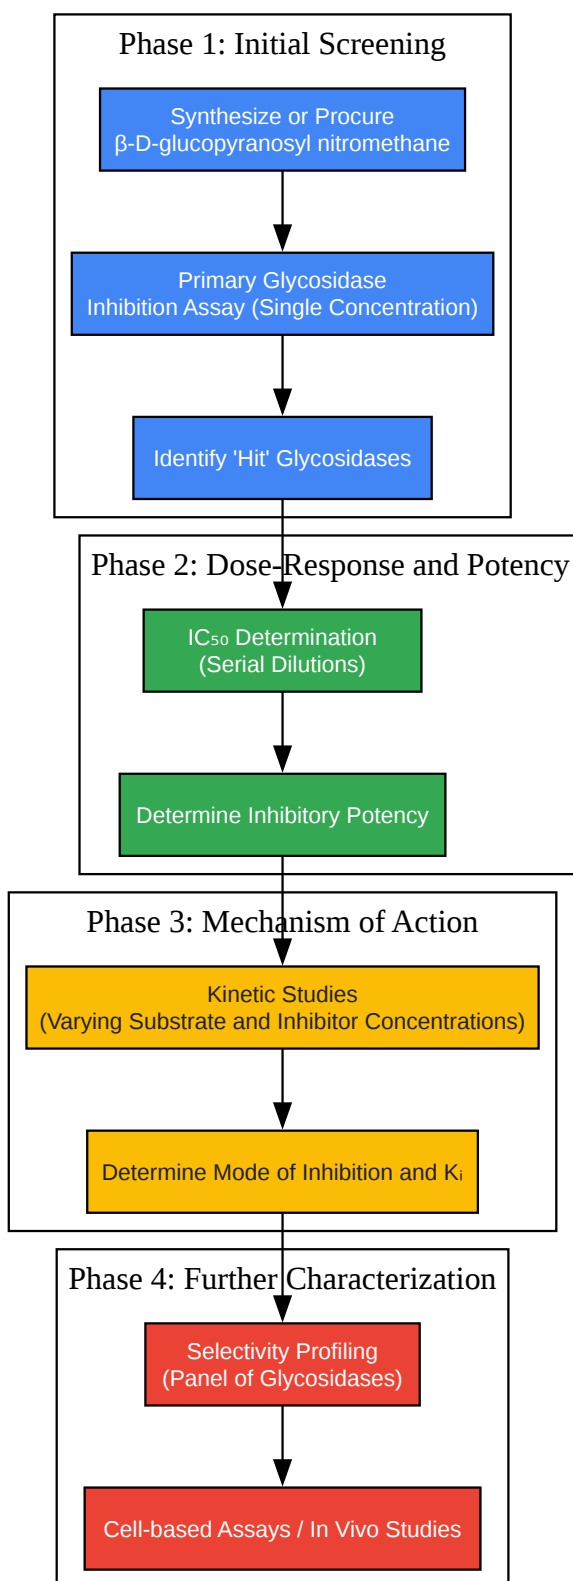 Phase 1: Initial Screening
Synthesize or Procure
β-D-glucopyranosyl nitromethane
Primary Glycosidase
Inhibition Assay (Single Concentration)
Identify 'Hit' Glycosidases
Phase 2: Dose-Response and Potency
IC₅₀ Determination
(Serial Dilutions)
Determine Inhibitory Potency
Phase 3: Mechanism of Action
Kinetic Studies
(Varying Substrate and Inhibitor Concentrations)
Determine Mode of Inhibition and Kᵢ
Phase 4: Further Characterization
Selectivity Profiling
(Panel of Glycosidases)
Cell-based Assays / In Vivo Studies